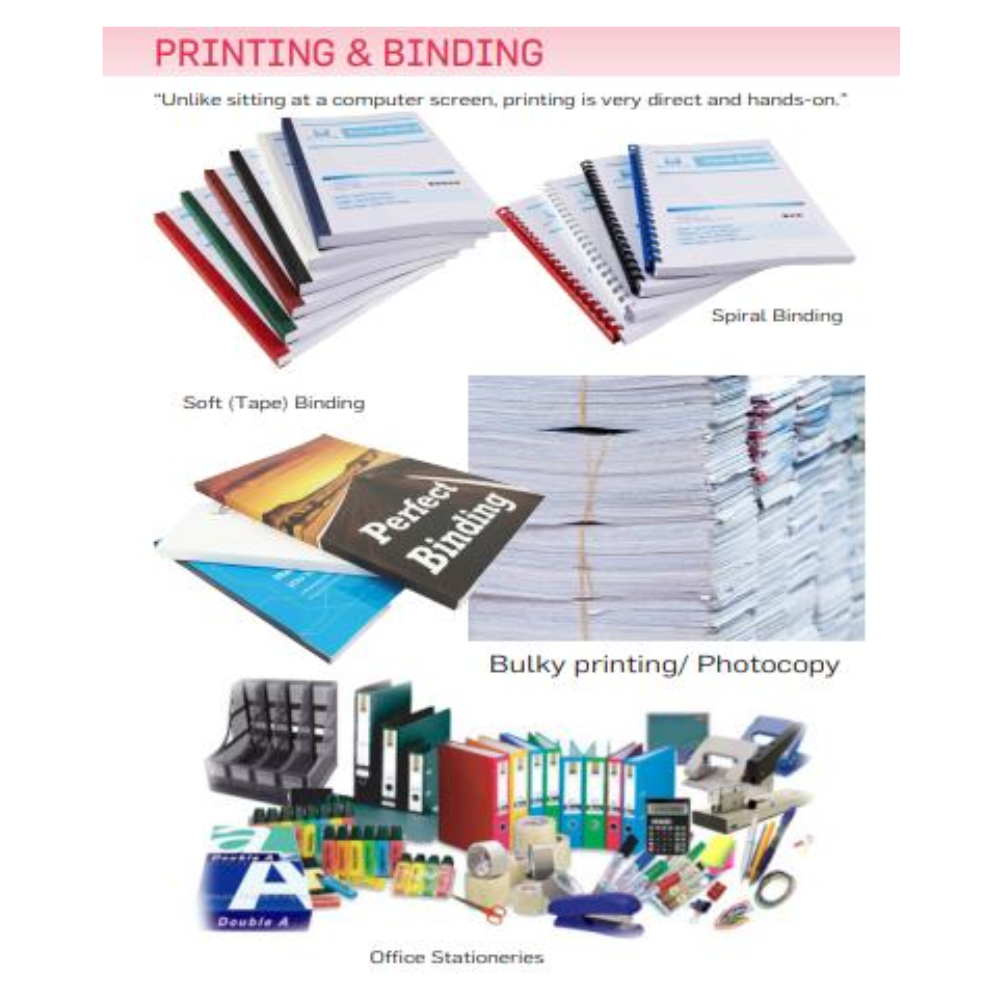 PRINTING & BINDING
“Unlike sitting at a computer screen, printing is very direct and hands-on.”
Spiral Binding
Soft (Tape) Binding
Perfect
Binding
Bulky printing/ Photocopy
Double A
A
Double A
Office Stationeries